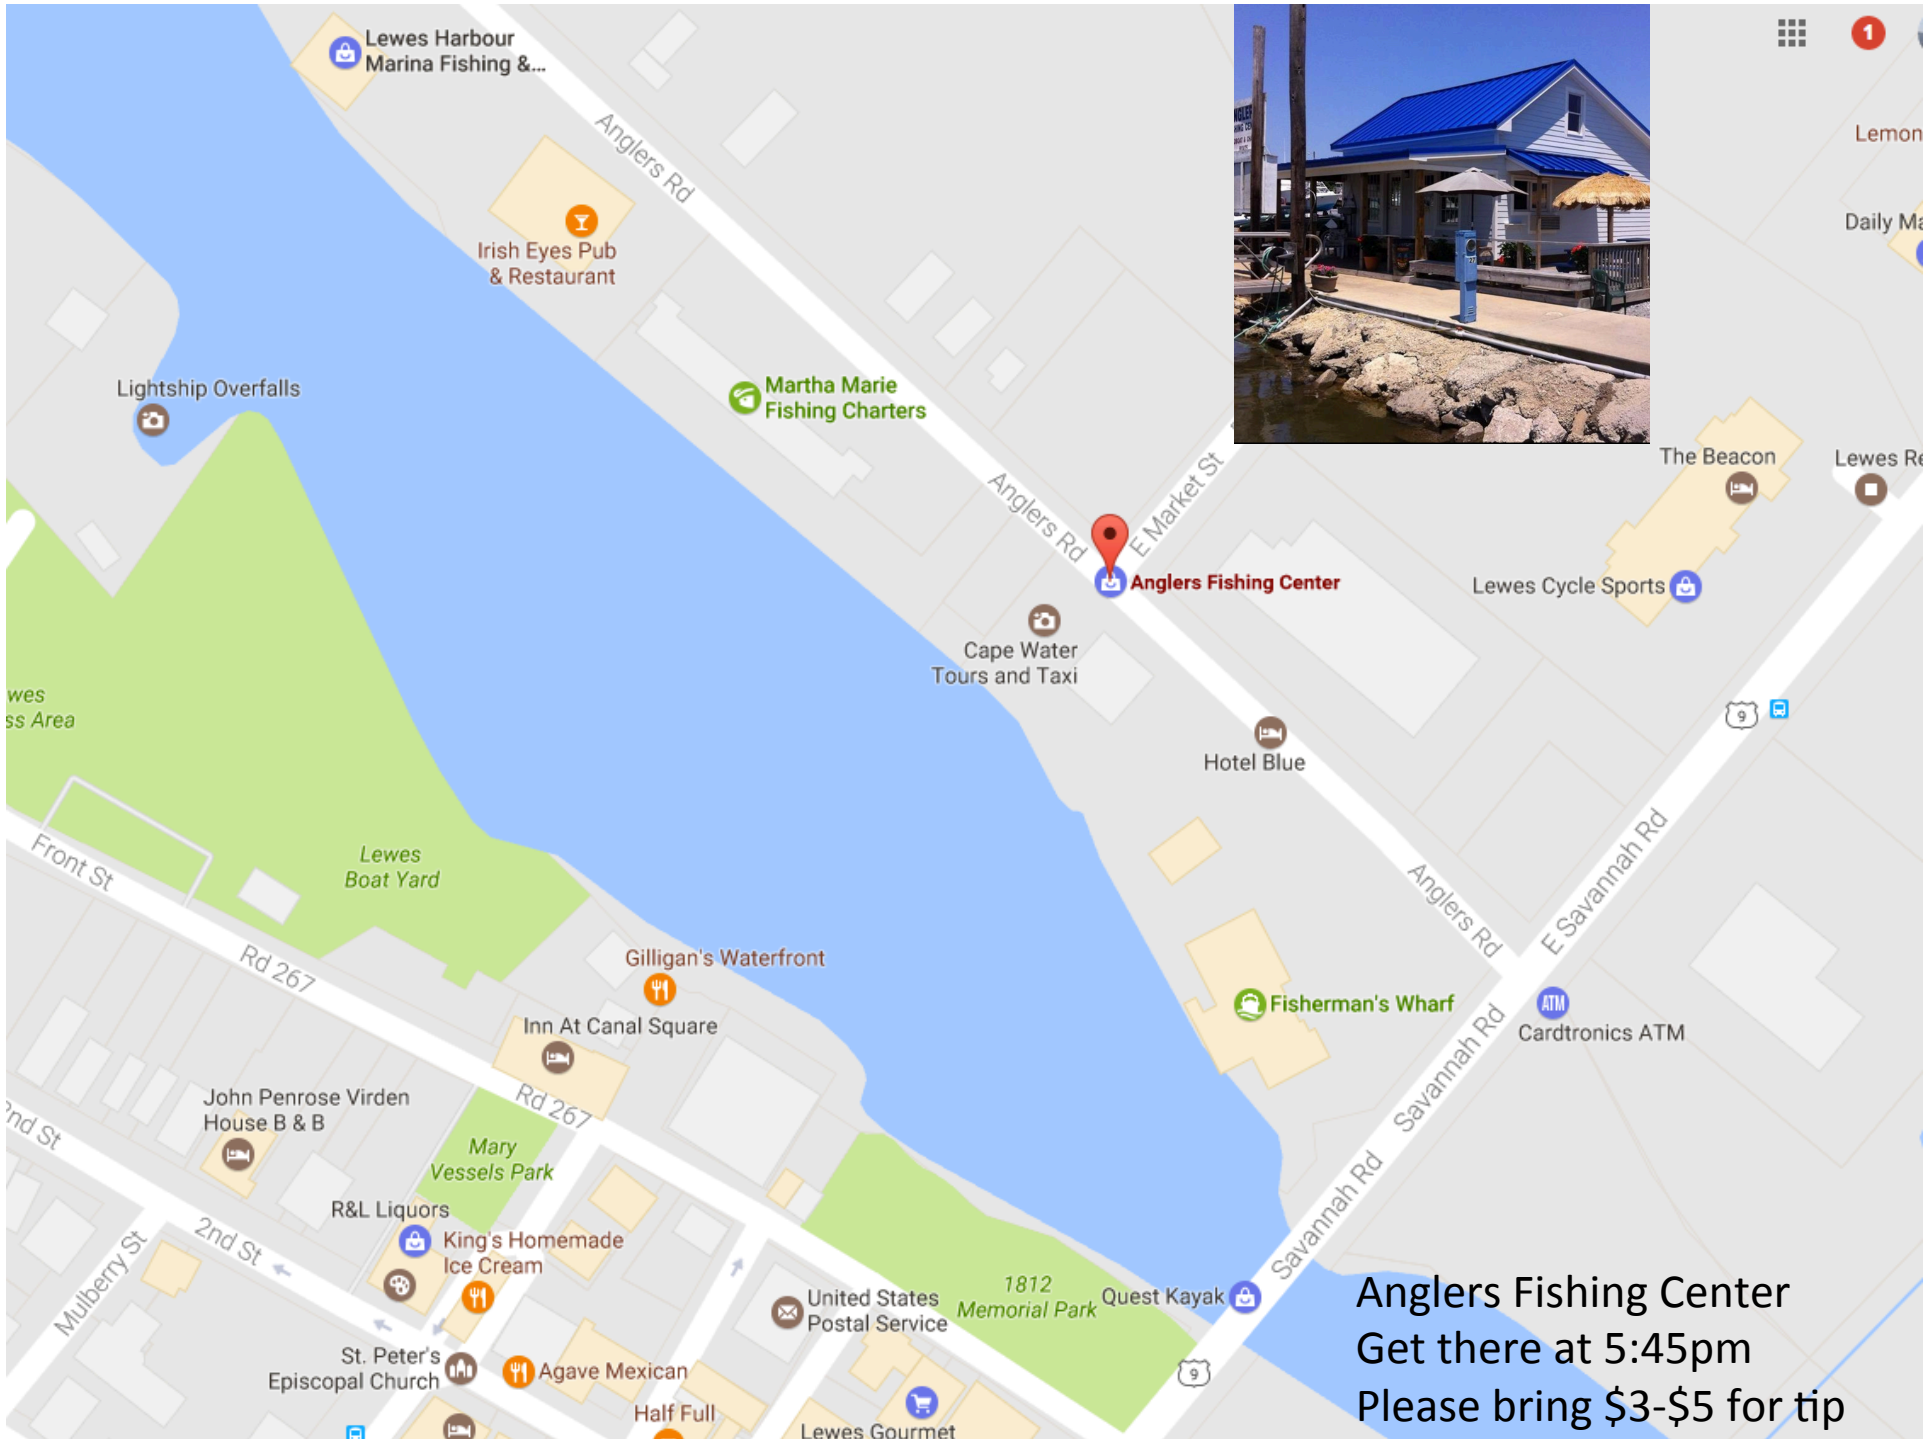 Lewes Harbour
Marina Fishing &...
1
Anglers Rd
Lemon
Daily Ma
Irish Eyes Pub
& Restaurant
Lightship Overfalls
Martha Marie
Fishing Charters
The Beacon
Lewes Re
Anglers Rd
E Market St
Anglers Fishing Center
Lewes Cycle Sports
Cape Water
Tours and Taxi
wes
ss Area
9
Hotel Blue
Front St
Lewes
Boat Yard
Anglers Rd
E Savannah Rd
Rd 267
Gilligan's Waterfront
Fisherman's Wharf
ATM
Cardtronics ATM
Inn At Canal Square
Savannah Rd
John Penrose Virden
House B & B
Rd 267
2nd St
Mary
Vessels Park
Savannah Rd
R&L Liquors
2nd St
Mulberry St
King's Homemade
Ice Cream
1812
Memorial Park
Quest Kayak
United States
Postal Service
St. Peter's
Episcopal Church
Agave Mexican
9
Half Full
Lewes Gourmet
Anglers Fishing Center
Get there at 5:45pm
Please bring $3-$5 for tip